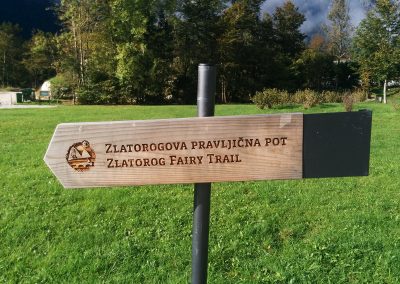 Zlatorogova pravljična pot
Zlatorog Fairy Trail